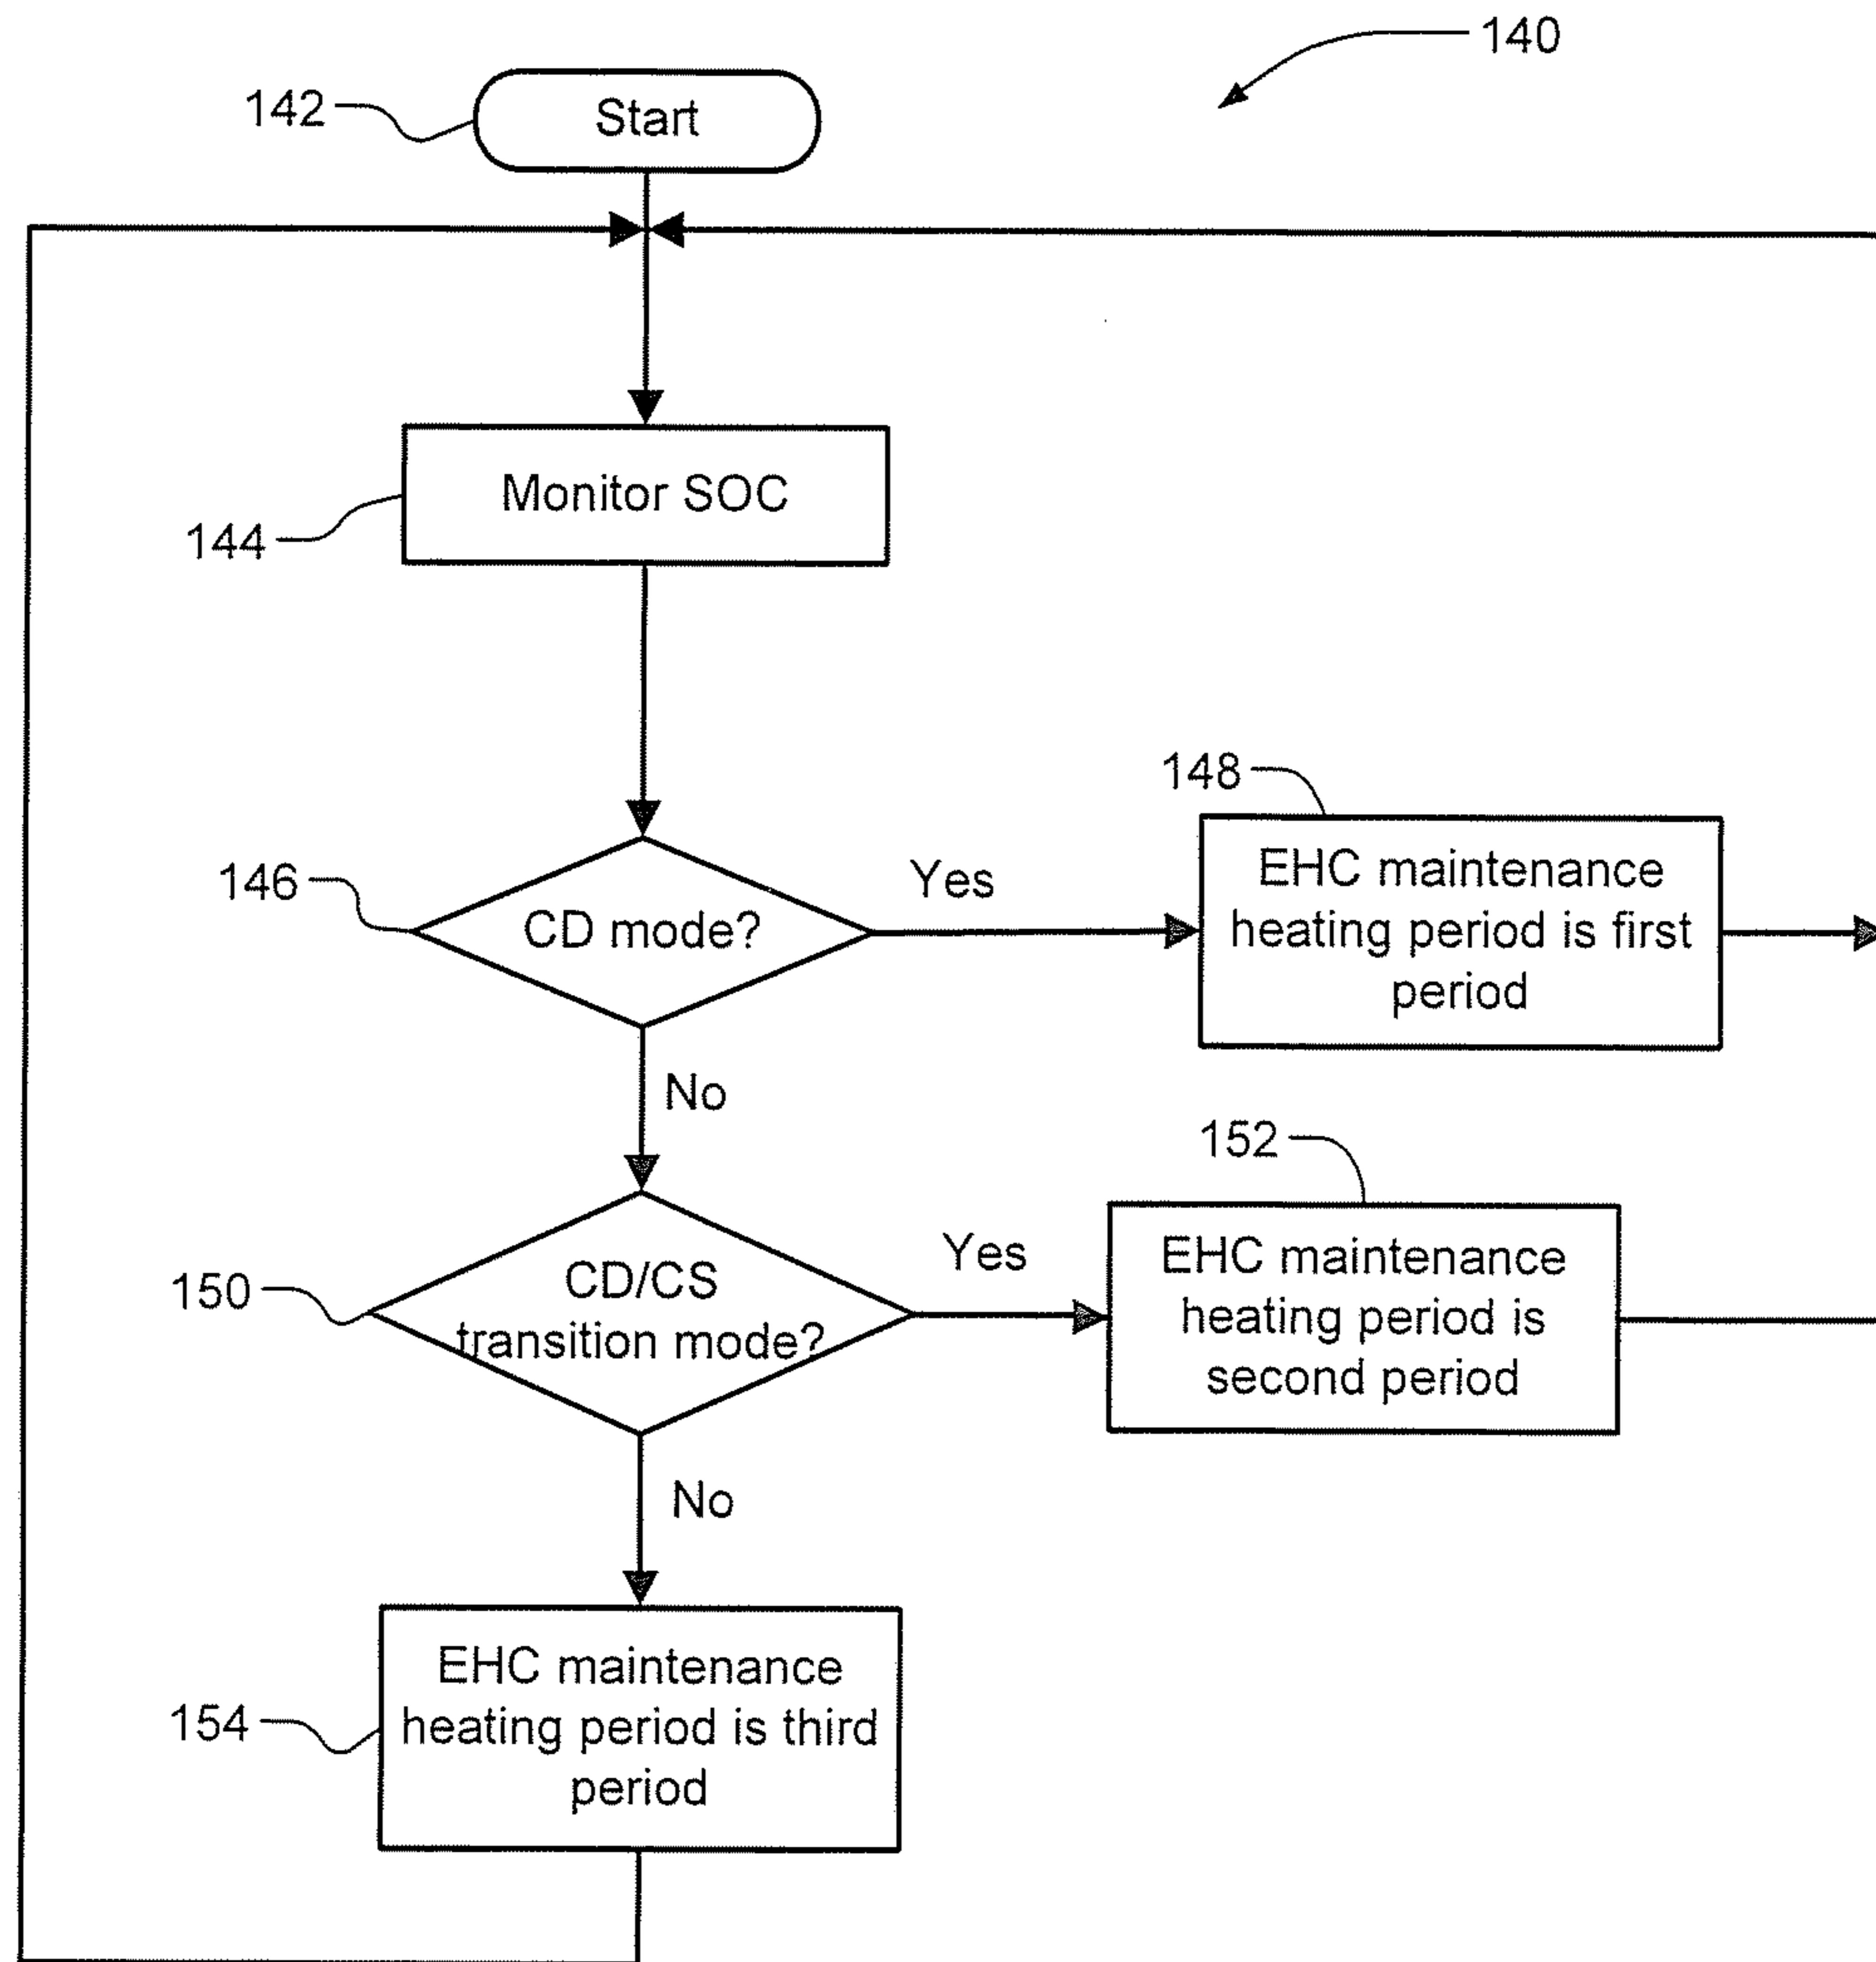 140
142
Start
Monitor SOC
144
148
146
CD mode?
Yes
EHC maintenance
heating period is first
period
No
152
150
CD/CS
transition mode?
Yes
EHC maintenance
heating period is
second period
No
154
EHC maintenance
heating period is third
period